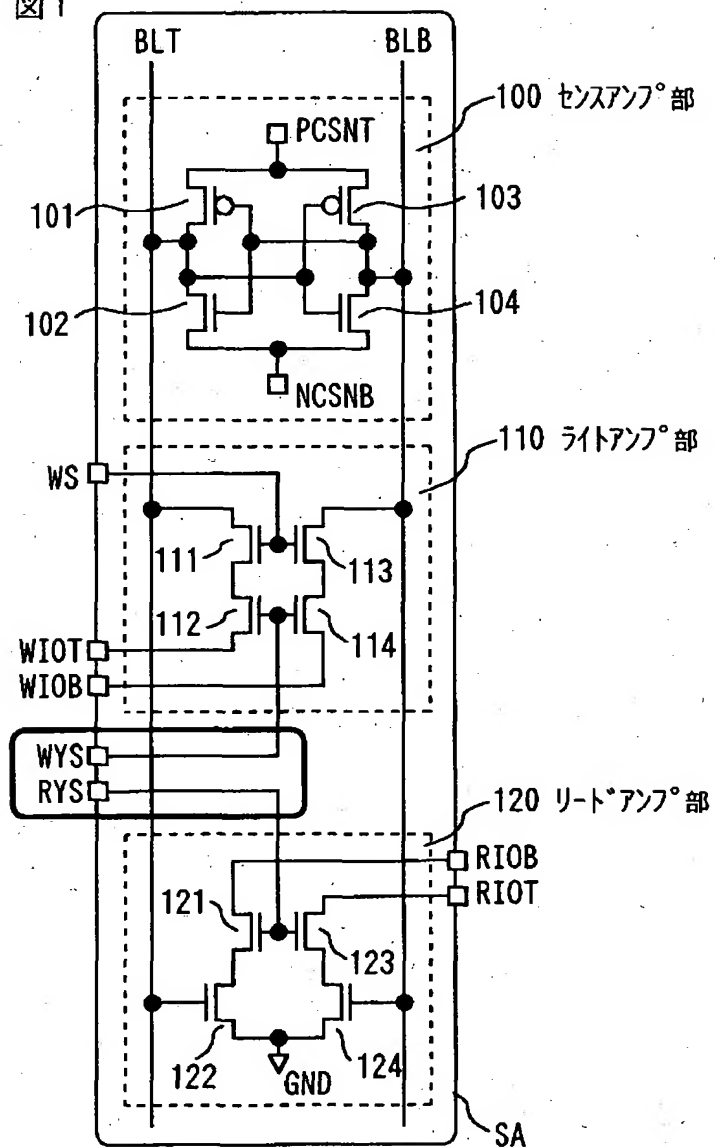 図1
BLT BLB
100 センスアンプ部
PCSNT
101 103
102 104
NCSNB
110 ライトアンプ部
WS
111 113
112 114
WIOT
WIOB
WYS
RYS
120 リードアンプ部
RIOB
RIOT
121 123
122 124
GND
SA